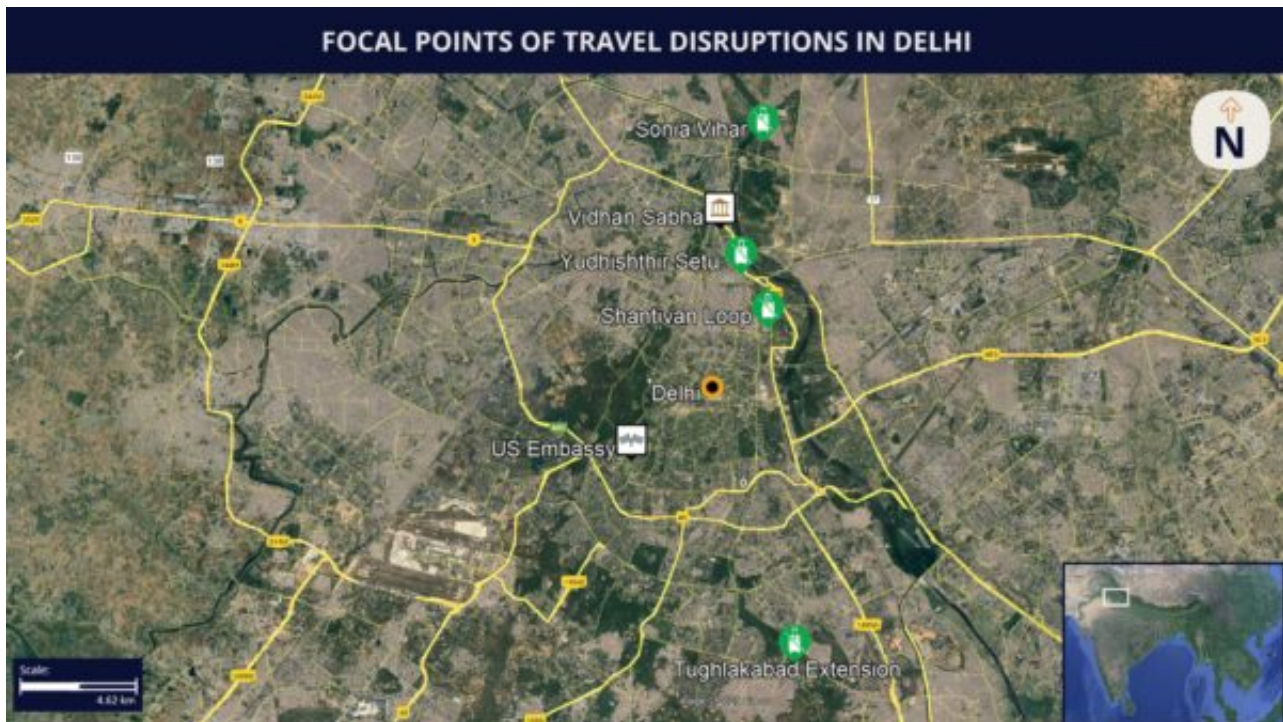 FOCAL POINTS OF TRAVEL DISRUPTIONS IN DELHI
N
Sonia Vihar
Vidhan Sabha
Yudhishthir Setu
Shantivan Loop
Delhi
US Embassy
Tughlakabad Extension
Scale:
4.62 km